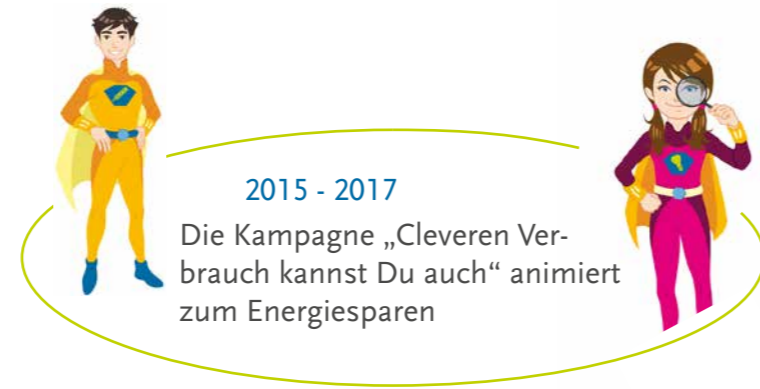 2015 - 2017
Die Kampagne „Cleveren Ver-
brauch kannst Du auch“ animiert
zum Energiesparen